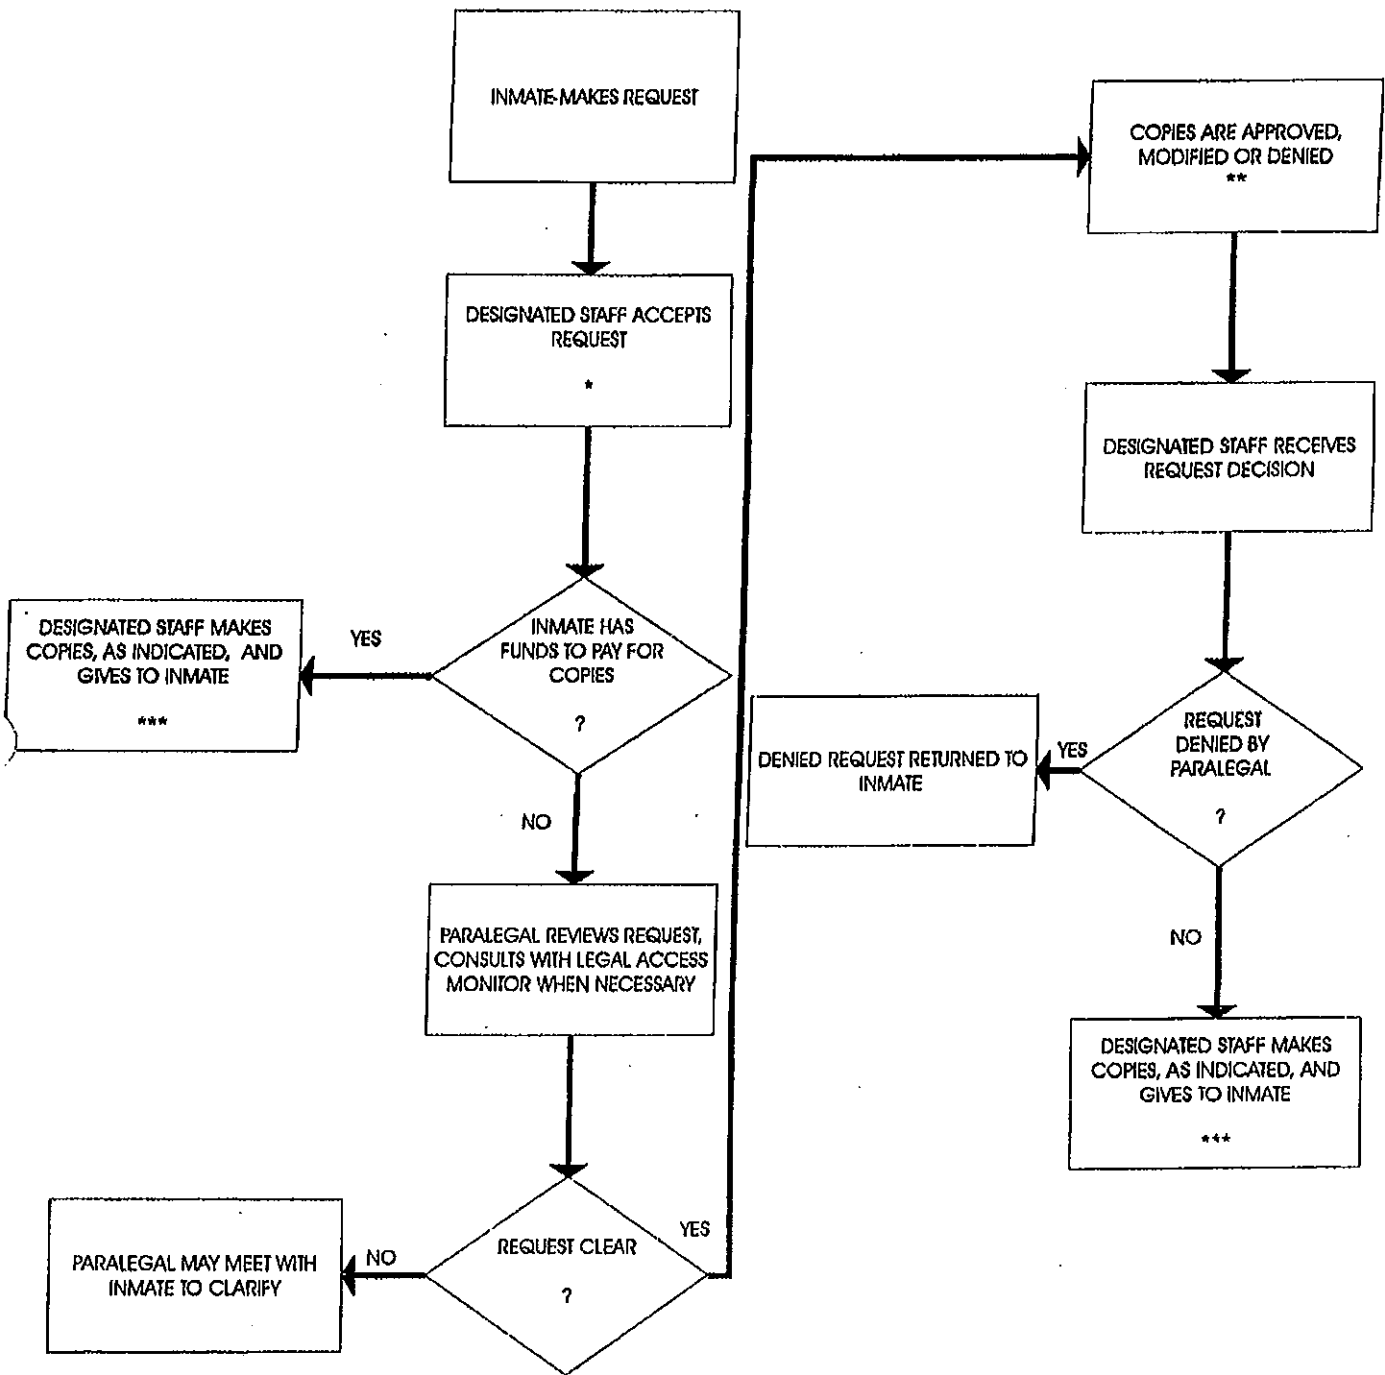 INMATE-MAKES REQUEST
DESIGNATED STAFF ACCEPTS
REQUEST
*
INMATE HAS
FUNDS TO PAY FOR
COPIES
?
YES
DESIGNATED STAFF MAKES
COPIES, AS INDICATED, AND
GIVES TO INMATE
***
NO
PARALEGAL REVIEWS REQUEST,
CONSULTS WITH LEGAL ACCESS
MONITOR WHEN NECESSARY
REQUEST CLEAR
?
NO
PARALEGAL MAY MEET WITH
INMATE TO CLARIFY
YES
COPIES ARE APPROVED,
MODIFIED OR DENIED
**
DESIGNATED STAFF RECEIVES
REQUEST DECISION
REQUEST
DENIED BY
PARALEGAL
?
YES
DENIED REQUEST RETURNED TO
INMATE
NO
DESIGNATED STAFF MAKES
COPIES, AS INDICATED, AND
GIVES TO INMATE
***